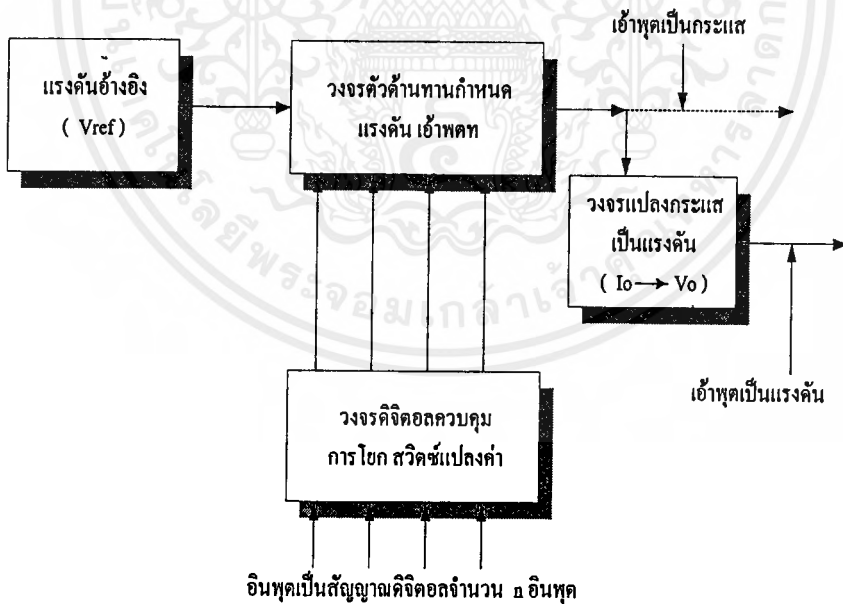 เอ้าพุตเป็นกระแส
แรงดันอ้างอิง
( Vref )
วงจรตัวต้านทานกำหนด
แรงดัน เอ้าพตท
วงจรแปลงกระแส
เป็นแรงดัน
( Io → Vo )
เอ้าพุตเป็นแรงดัน
วงจรดิจิตอลควบคุม
การโยก สวิตซ์แปลงค่า
อินพุตเป็นสัญญาณดิจิตอลจำนวน n อินพุต